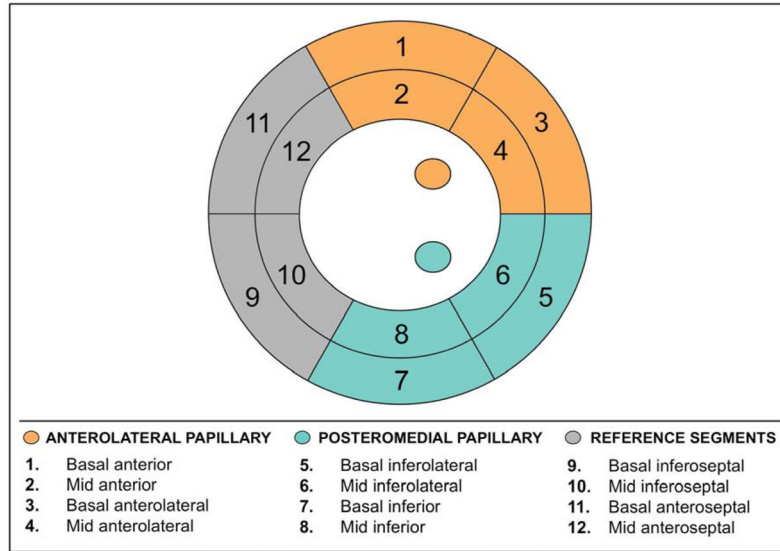 1
2
3
4
11
12
10
9
6
5
8
7
ANTEROLATERAL PAPILLARY
1. Basal anterior
2. Mid anterior
3. Basal anterolateral
4. Mid anterolateral
POSTEROMEDIAL PAPILLARY
5. Basal inferolateral
6. Mid inferolateral
7. Basal inferior
8. Mid inferior
REFERENCE SEGMENTS
9. Basal inferoseptal
10. Mid inferoseptal
11. Basal anteroseptal
12. Mid anteroseptal